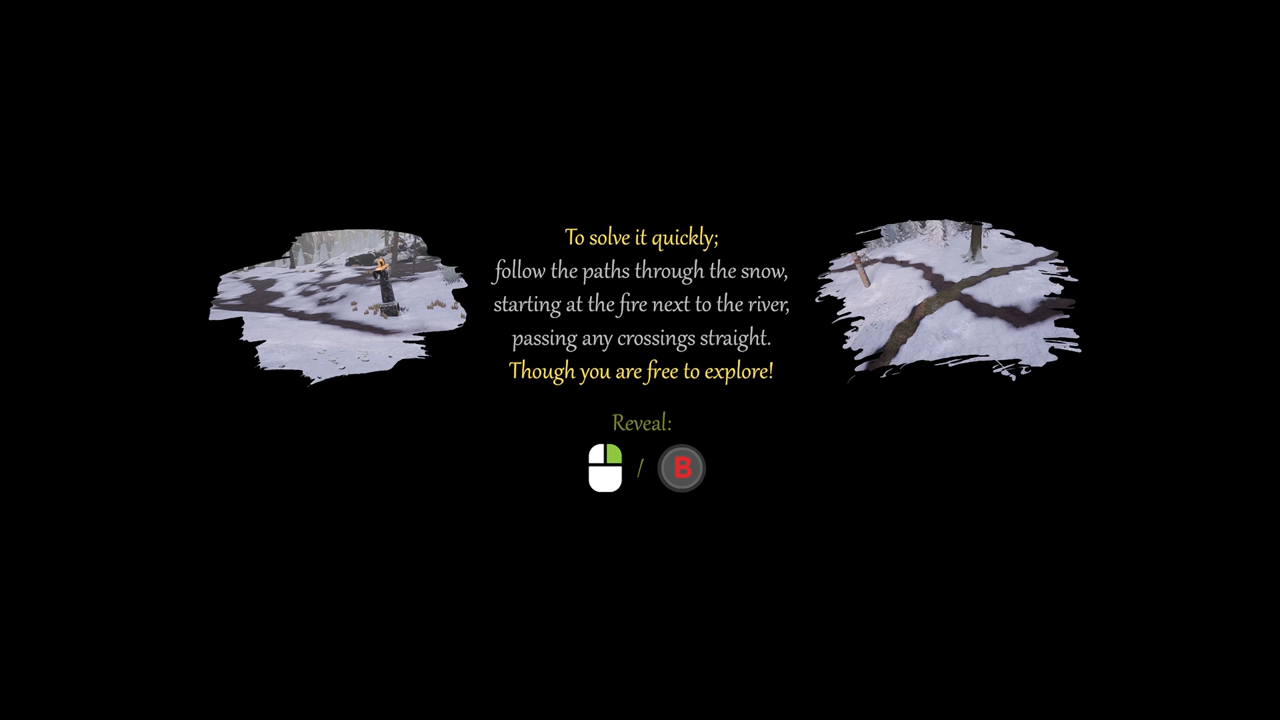 To solve it quickly;
follow the paths through the snow,
starting at the fire next to the river,
passing any crossings straight.
Though you are free to explore!
Reveal:
/ B